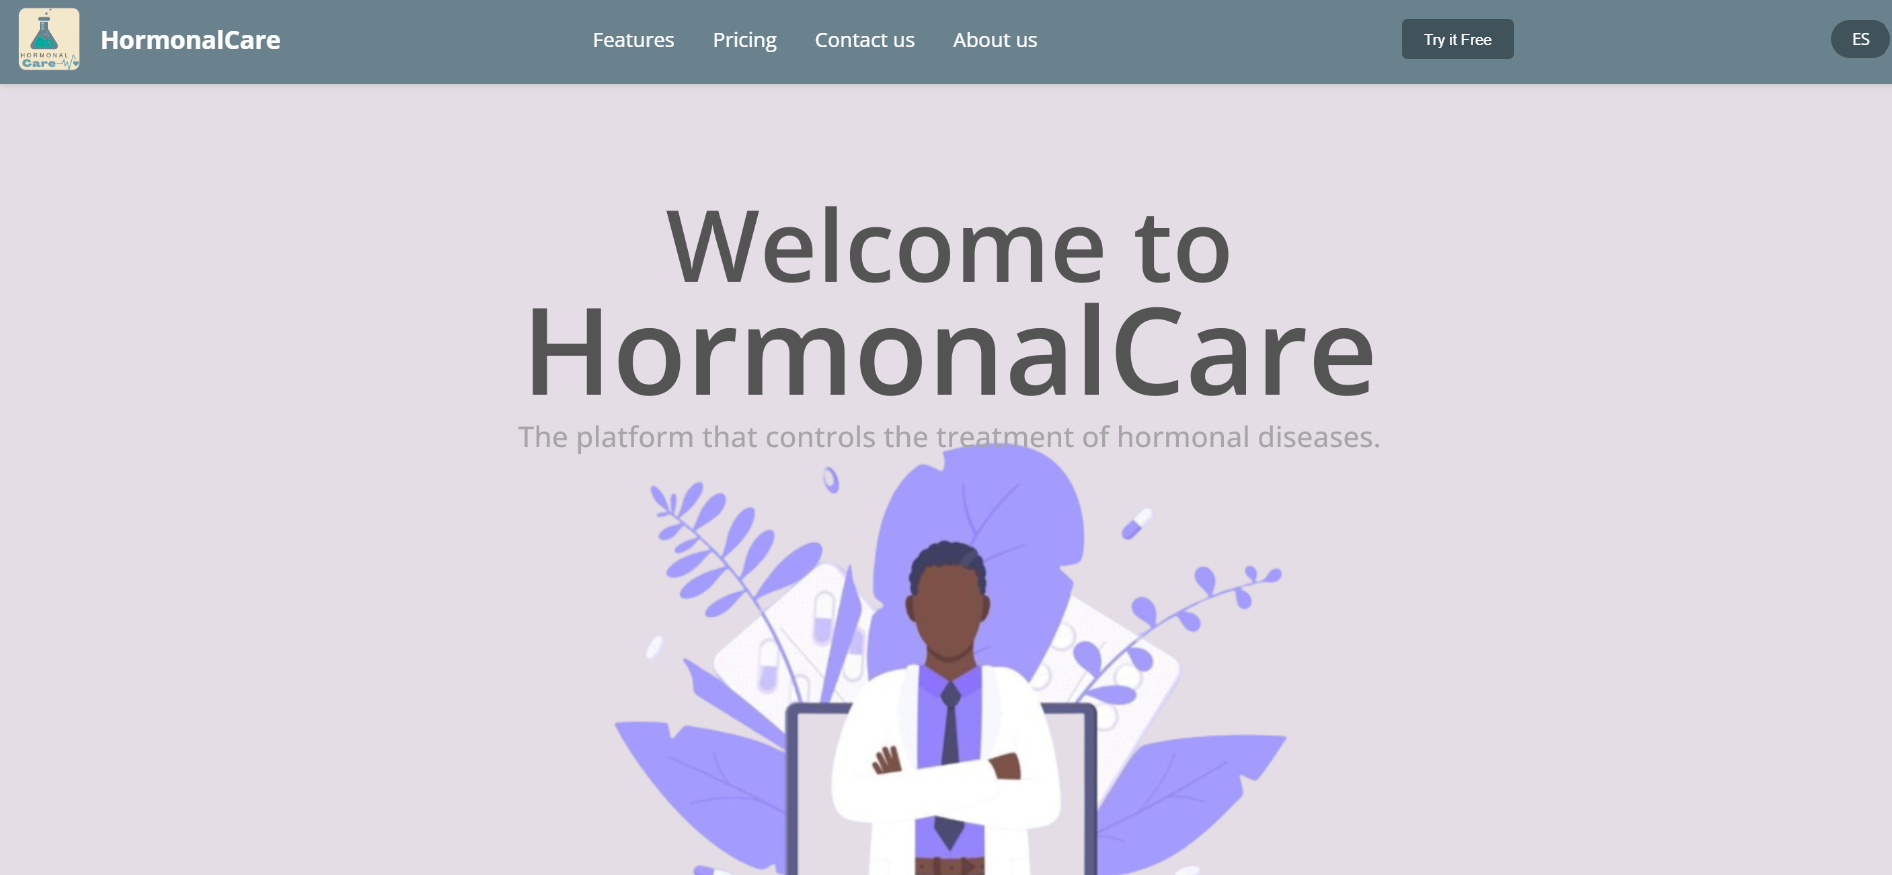 HORMONAL
Care
HormonalCare
Features
Pricing
Contact us
About us
Try it Free
ES
Welcome to
HormonalCare
The platform that controls the treatment of hormonal diseases.